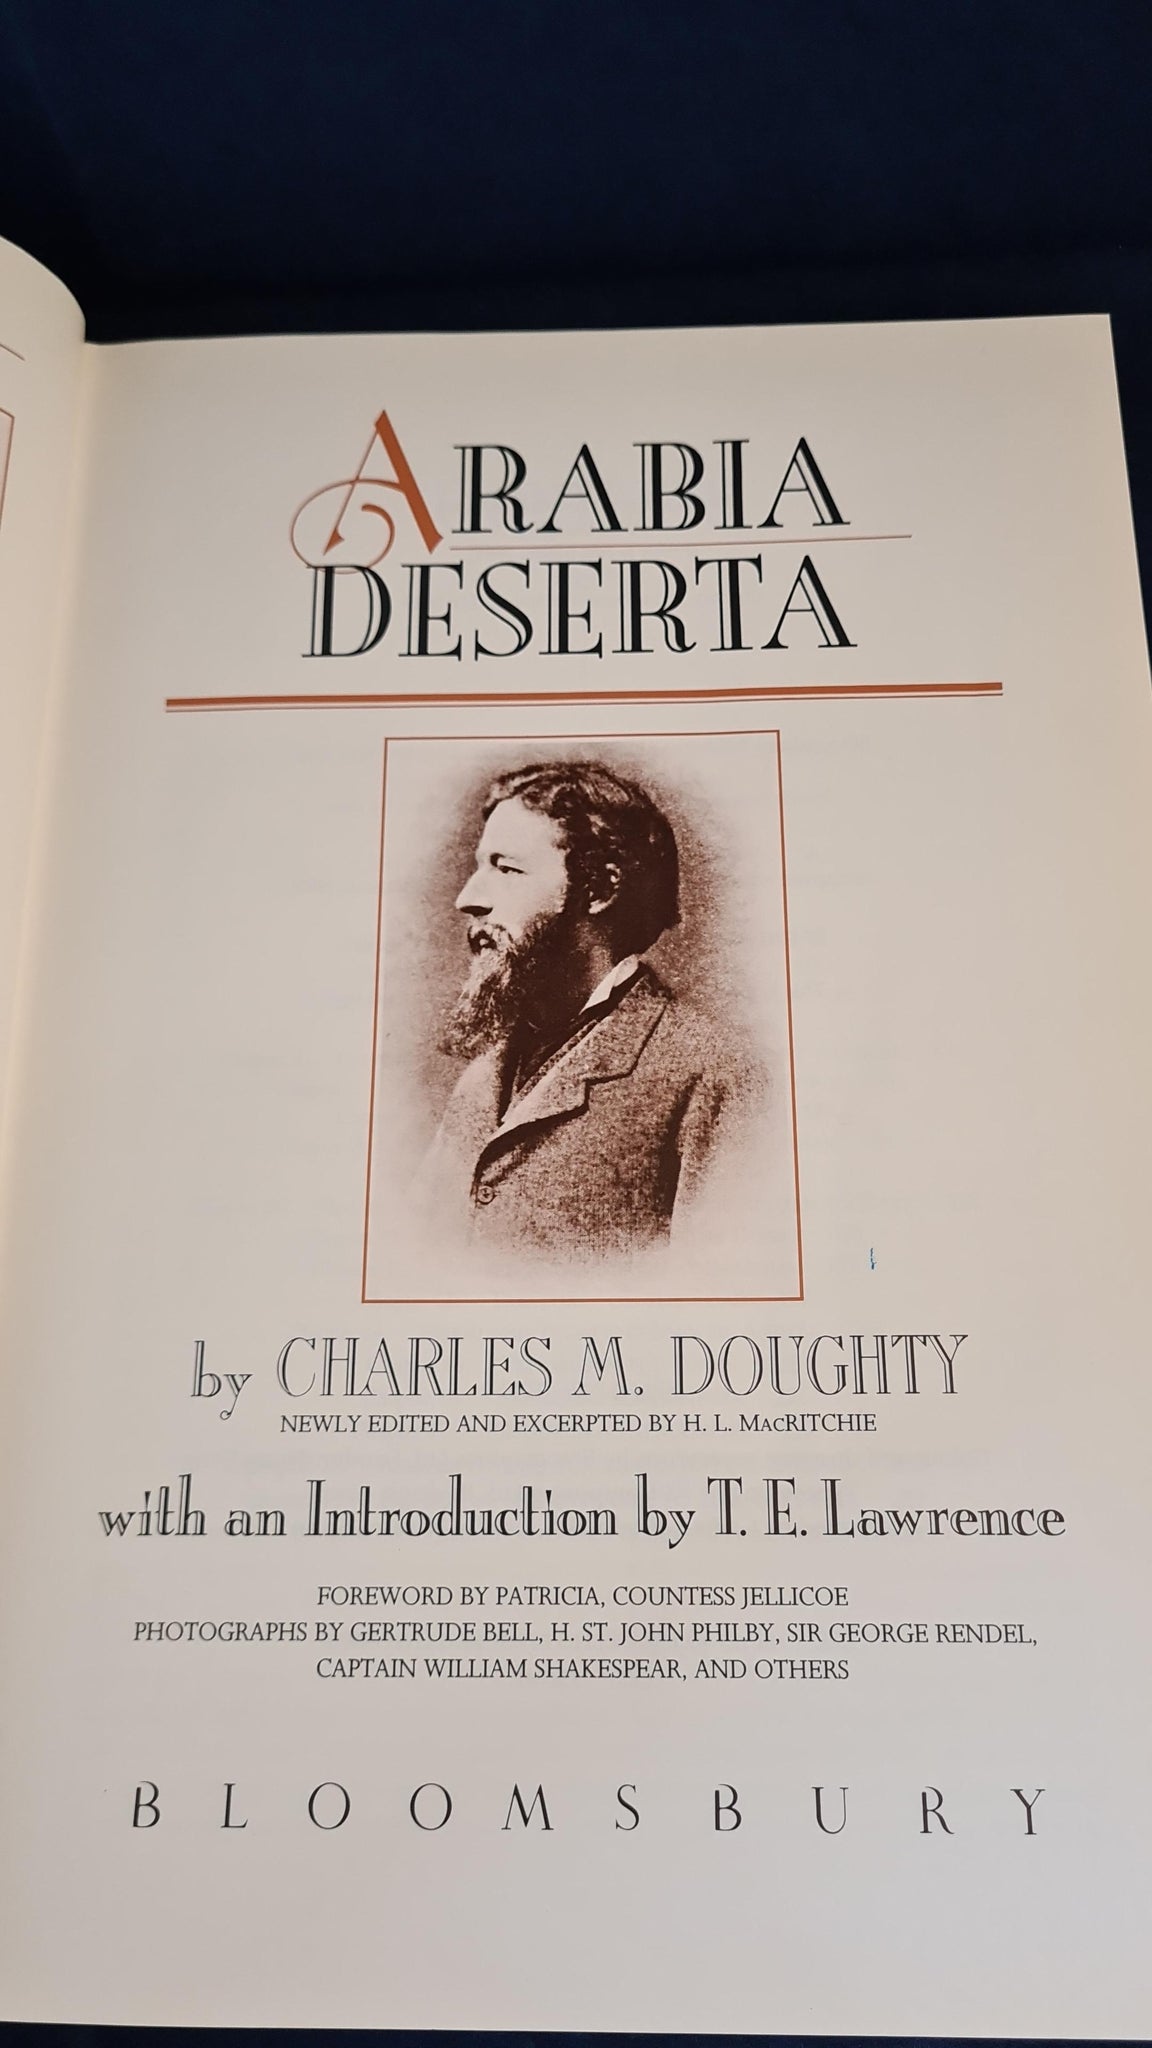 ARABIA
DESERTA
by CHARLES M. DOUGHTY
NEWLY EDITED AND EXCERPTED BY H. L. MACRITCHIE
with an Introduction by T. E. Lawrence
FOREWORD BY PATRICIA, COUNTESS JELLICOE
PHOTOGRAPHS BY GERTRUDE BELL, H. ST. JOHN PHILBY, SIR GEORGE RENDEL,
CAPTAIN WILLIAM SHAKESPEAR, AND OTHERS
BLOOMSBURY